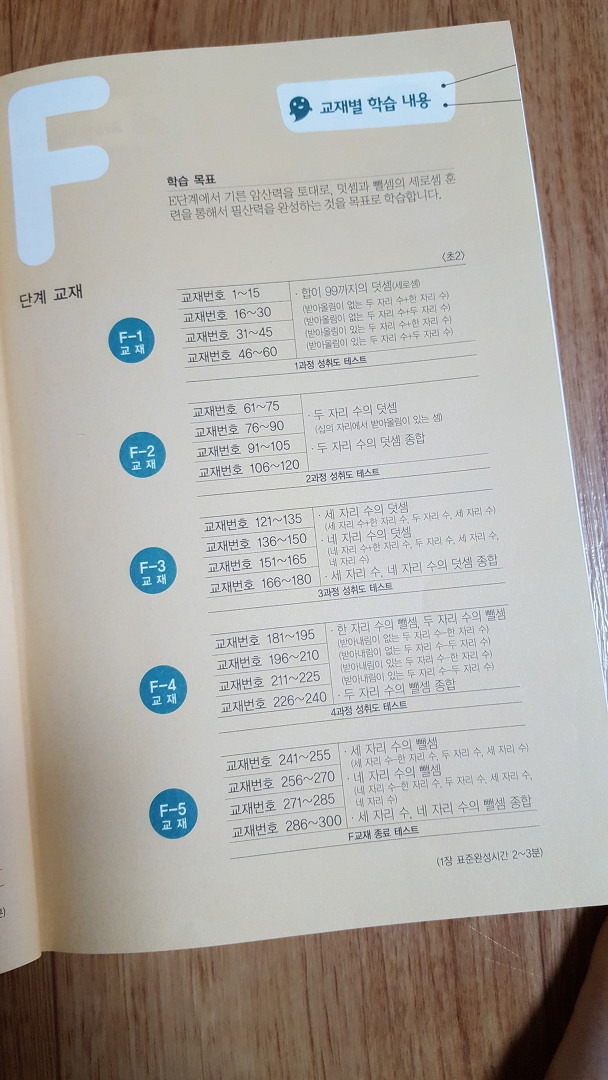 F
단계 교재
교재별 학습 내용
학습 목표
E단계에서 기른 암산력을 토대로, 덧셈과 뺄셈의 세로셈 훈
련을 통해서 필산력을 완성하는 것을 목표로 학습합니다.
<초2>
F-1
교 재
교재번호 1~15
교재번호 16~30
교재번호 31~45
교재번호 46~60
· 합이 99까지의 덧셈(세로셈)
(받아올림이 없는 두 자리 수+한 자리 수)
(받아올림이 없는 두 자리 수+두 자리 수)
(받아올림이 있는 두 자리 수+한 자리 수)
(받아올림이 있는 두 자리 수+두 자리 수)
1과정 성취도 테스트
F-2
교 재
교재번호 61~75
교재번호 76~90
교재번호 91~105
교재번호 106~120
· 두 자리 수의 덧셈
(십의 자리에서 받아올림이 있는 셈)
· 두 자리 수의 덧셈 종합
2과정 성취도 테스트
F-3
교 재
교재번호 121~135
교재번호 136~150
교재번호 151~165
교재번호 166~180
· 세 자리 수의 덧셈
(세 자리 수+한 자리 수, 두 자리 수, 세 자리 수)
· 네 자리 수의 덧셈
(네 자리 수+한 자리 수, 두 자리 수, 세 자리 수,
네 자리 수)
· 세 자리 수, 네 자리 수의 덧셈 종합
3과정 성취도 테스트
F-4
교 재
교재번호 181~195
교재번호 196~210
교재번호 211~225
교재번호 226~240
· 한 자리 수의 뺄셈, 두 자리 수의 뺄셈
(받아내림이 없는 두 자리 수-한 자리 수)
(받아내림이 없는 두 자리 수-두 자리 수)
(받아내림이 있는 두 자리 수-한 자리 수)
(받아내림이 있는 두 자리 수-두 자리 수)
· 두 자리 수의 뺄셈 종합
4과정 성취도 테스트
F-5
교 재
교재번호 241~255
교재번호 256~270
교재번호 271~285
교재번호 286~300
· 세 자리 수의 뺄셈
(세 자리 수-한 자리 수, 두 자리 수, 세 자리 수)
· 네 자리 수의 뺄셈
(네 자리 수-한 자리 수, 두 자리 수, 세 자리 수,
네 자리 수)
· 세 자리 수, 네 자리 수의 뺄셈 종합
F교재 종료 테스트
(1장 표준완성시간 2~3분)